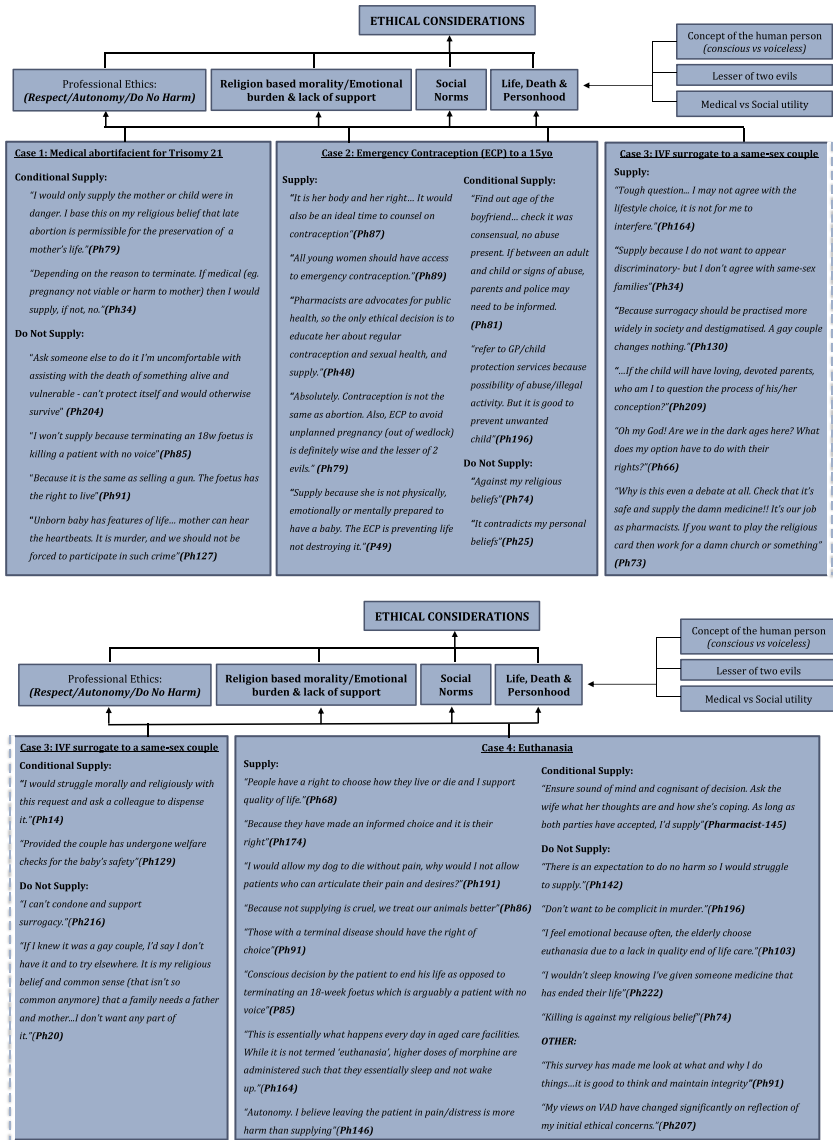 ETHICAL CONSIDERATIONS
Concept of the human person
(conscious vs voiceless)
Lesser of two evils
Medical vs Social utility
Professional Ethics:
(Respect/Autonomy/Do No Harm)
Religion based morality/Emotional
burden & lack of support
Social
Norms
Life, Death &
Personhood
Case 1: Medical abortifacient for Trisomy 21
Conditional Supply:
"I would only supply the mother or child were in
danger. I base this on my religious belief that late
abortion is permissible for the preservation of a
mother's life."(Ph79)
"Depending on the reason to terminate. If medical (eg.
pregnancy not viable or harm to mother) then I would
supply, if not, no."(Ph34)
Do Not Supply:
"Ask someone else to do it I'm uncomfortable with
assisting with the death of something alive and
vulnerable - can't protect itself and would otherwise
survive" (Ph204)
"I won't supply because terminating an 18w foetus is
killing a patient with no voice"(Ph85)
"Because it is the same as selling a gun. The foetus has
the right to live"(Ph91)
"Unborn baby has features of life... mother can hear
the heartbeats. It is murder, and we should not be
forced to participate in such crime"(Ph127)
Case 2: Emergency Contraception (ECP) to a 15yo
Supply:
"It is her body and her right... It would
also be an ideal time to counsel on
contraception"(Ph87)
"All young women should have access
to emergency contraception."(Ph89)
"Pharmacists are advocates for public
health, so the only ethical decision is to
educate her about regular
contraception and sexual health, and
supply."(Ph48)
"Absolutely. Contraception is not the
same as abortion. Also, ECP to avoid
unplanned pregnancy (out of wedlock)
is definitely wise and the lesser of 2
evils." (Ph79)
"Supply because she is not physically,
emotionally or mentally prepared to
have a baby. The ECP is preventing life
not destroying it."(P49)
Conditional Supply:
"Find out age of the
boyfriend... check it was
consensual, no abuse
present. If between an adult
and child or signs of abuse,
parents and police may
need to be informed.
(Ph81)
"refer to GP/child
protection services because
possibility of abuse/illegal
activity. But it is good to
prevent unwanted
child"(Ph196)
Do Not Supply:
"Against my religious
beliefs"(Ph74)
"It contradicts my personal
beliefs"(Ph25)
Case 3: IVF surrogate to a same-sex couple
Supply:
"Tough question... I may not agree with the
lifestyle choice, it is not for me to
interfere."(Ph164)
"Supply because I do not want to appear
discriminatory- but I don't agree with same-sex
families"(Ph34)
"Because surrogacy should be practised more
widely in society and destigmatised. A gay couple
changes nothing."(Ph130)
"...If the child will have loving, devoted parents,
who am I to question the process of his/her
conception?"(Ph209)
"Oh my God! Are we in the dark ages here? What
does my option have to do with their
rights?"(Ph66)
"Why is this even a debate at all. Check that it's
safe and supply the damn medicine!! It's our job
as pharmacists. If you want to play the religious
card then work for a damn church or something"
(Ph73)
ETHICAL CONSIDERATIONS
Concept of the human person
(conscious vs voiceless)
Lesser of two evils
Medical vs Social utility
Professional Ethics:
(Respect/Autonomy/Do No Harm)
Religion based morality/Emotional
burden & lack of support
Social
Norms
Life, Death &
Personhood
Case 3: IVF surrogate to a same-sex couple
Conditional Supply:
"I would struggle morally and religiously with
this request and ask a colleague to dispense
it."(Ph14)
"Provided the couple has undergone welfare
checks for the baby's safety"(Ph129)
Do Not Supply:
"I can't condone and support
surrogacy."(Ph216)
"If I knew it was a gay couple, I'd say I don't
have it and to try elsewhere. It is my religious
belief and common sense (that isn't so
common anymore) that a family needs a father
and mother...I don't want any part of
it."(Ph20)
Case 4: Euthanasia
Supply:
"People have a right to choose how they live or die and I support
quality of life."(Ph68)
"Because they have made an informed choice and it is their
right"(Ph174)
"I would allow my dog to die without pain, why would I not allow
patients who can articulate their pain and desires?"(Ph191)
"Because not supplying is cruel, we treat our animals better"(Ph86)
"Those with a terminal disease should have the right of
choice"(Ph91)
"Conscious decision by the patient to end his life as opposed to
terminating an 18-week foetus which is arguably a patient with no
voice"(P85)
"This is essentially what happens every day in aged care facilities.
While it is not termed 'euthanasia', higher doses of morphine are
administered such that they essentially sleep and not wake
up."(Ph164)
"Autonomy. I believe leaving the patient in pain/distress is more
harm than supplying"(Ph146)
Conditional Supply:
"Ensure sound of mind and cognisant of decision. Ask the
wife what her thoughts are and how she's coping. As long as
both parties have accepted, I'd supply"(Pharmacist-145)
Do Not Supply:
"There is an expectation to do no harm so I would struggle
to supply."(Ph142)
"Don't want to be complicit in murder."(Ph196)
"I feel emotional because often, the elderly choose
euthanasia due to a lack in quality end of life care."(Ph103)
"I wouldn't sleep knowing I've given someone medicine that
has ended their life"(Ph222)
"Killing is against my religious belief"(Ph74)
OTHER:
"This survey has made me look at what and why I do
things...it is good to think and maintain integrity"(Ph91)
"My views on VAD have changed significantly on reflection of
my initial ethical concerns."(Ph207)